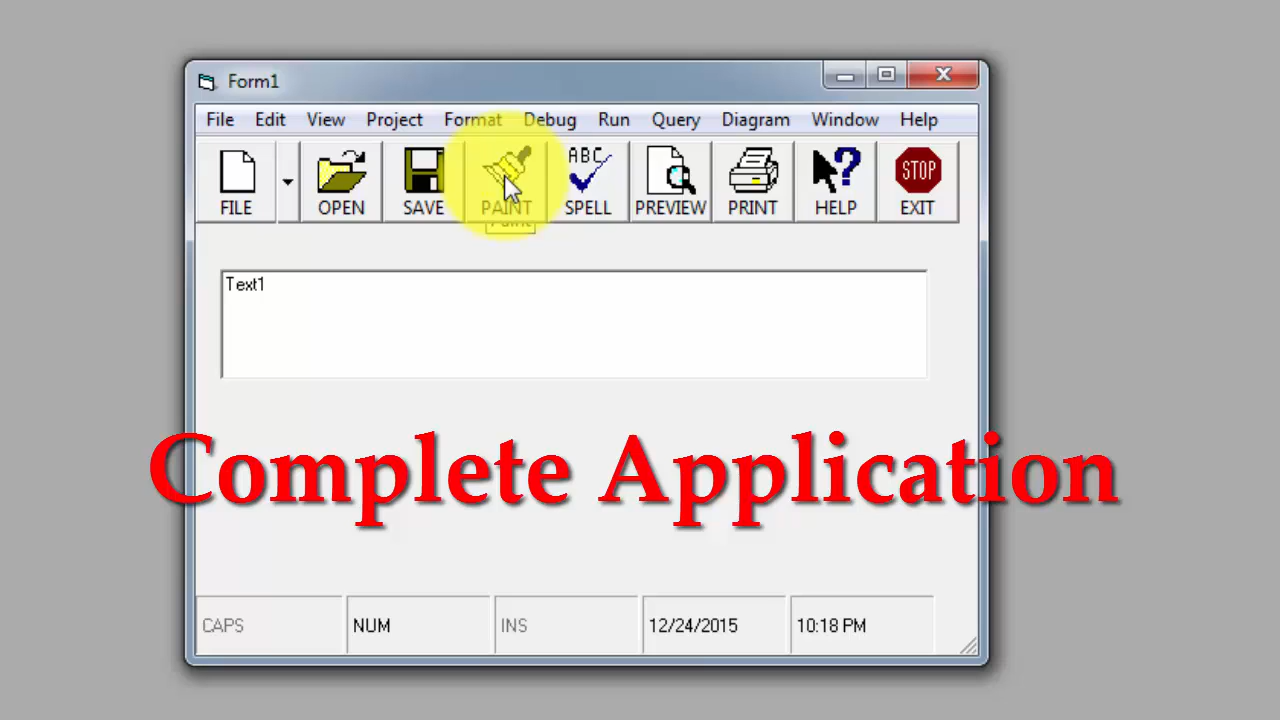 Form1
File Edit View Project Format Debug Run Query Diagram Window Help
ABC STOP
FILE OPEN SAVE PAINT SPELL PREVIEW PRINT HELP EXIT
Paint
Text1
Complete Application
CAPS NUM INS 12/24/2015 10:18 PM